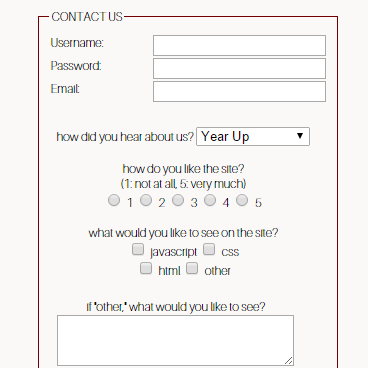 CONTACT US
Username:
Password:
Email:
how did you hear about us? Year Up
how do you like the site?
(1: not at all, 5: very much)
1 2 3 4 5
what would you like to see on the site?
javascript css
html other
if "other," what would you like to see?